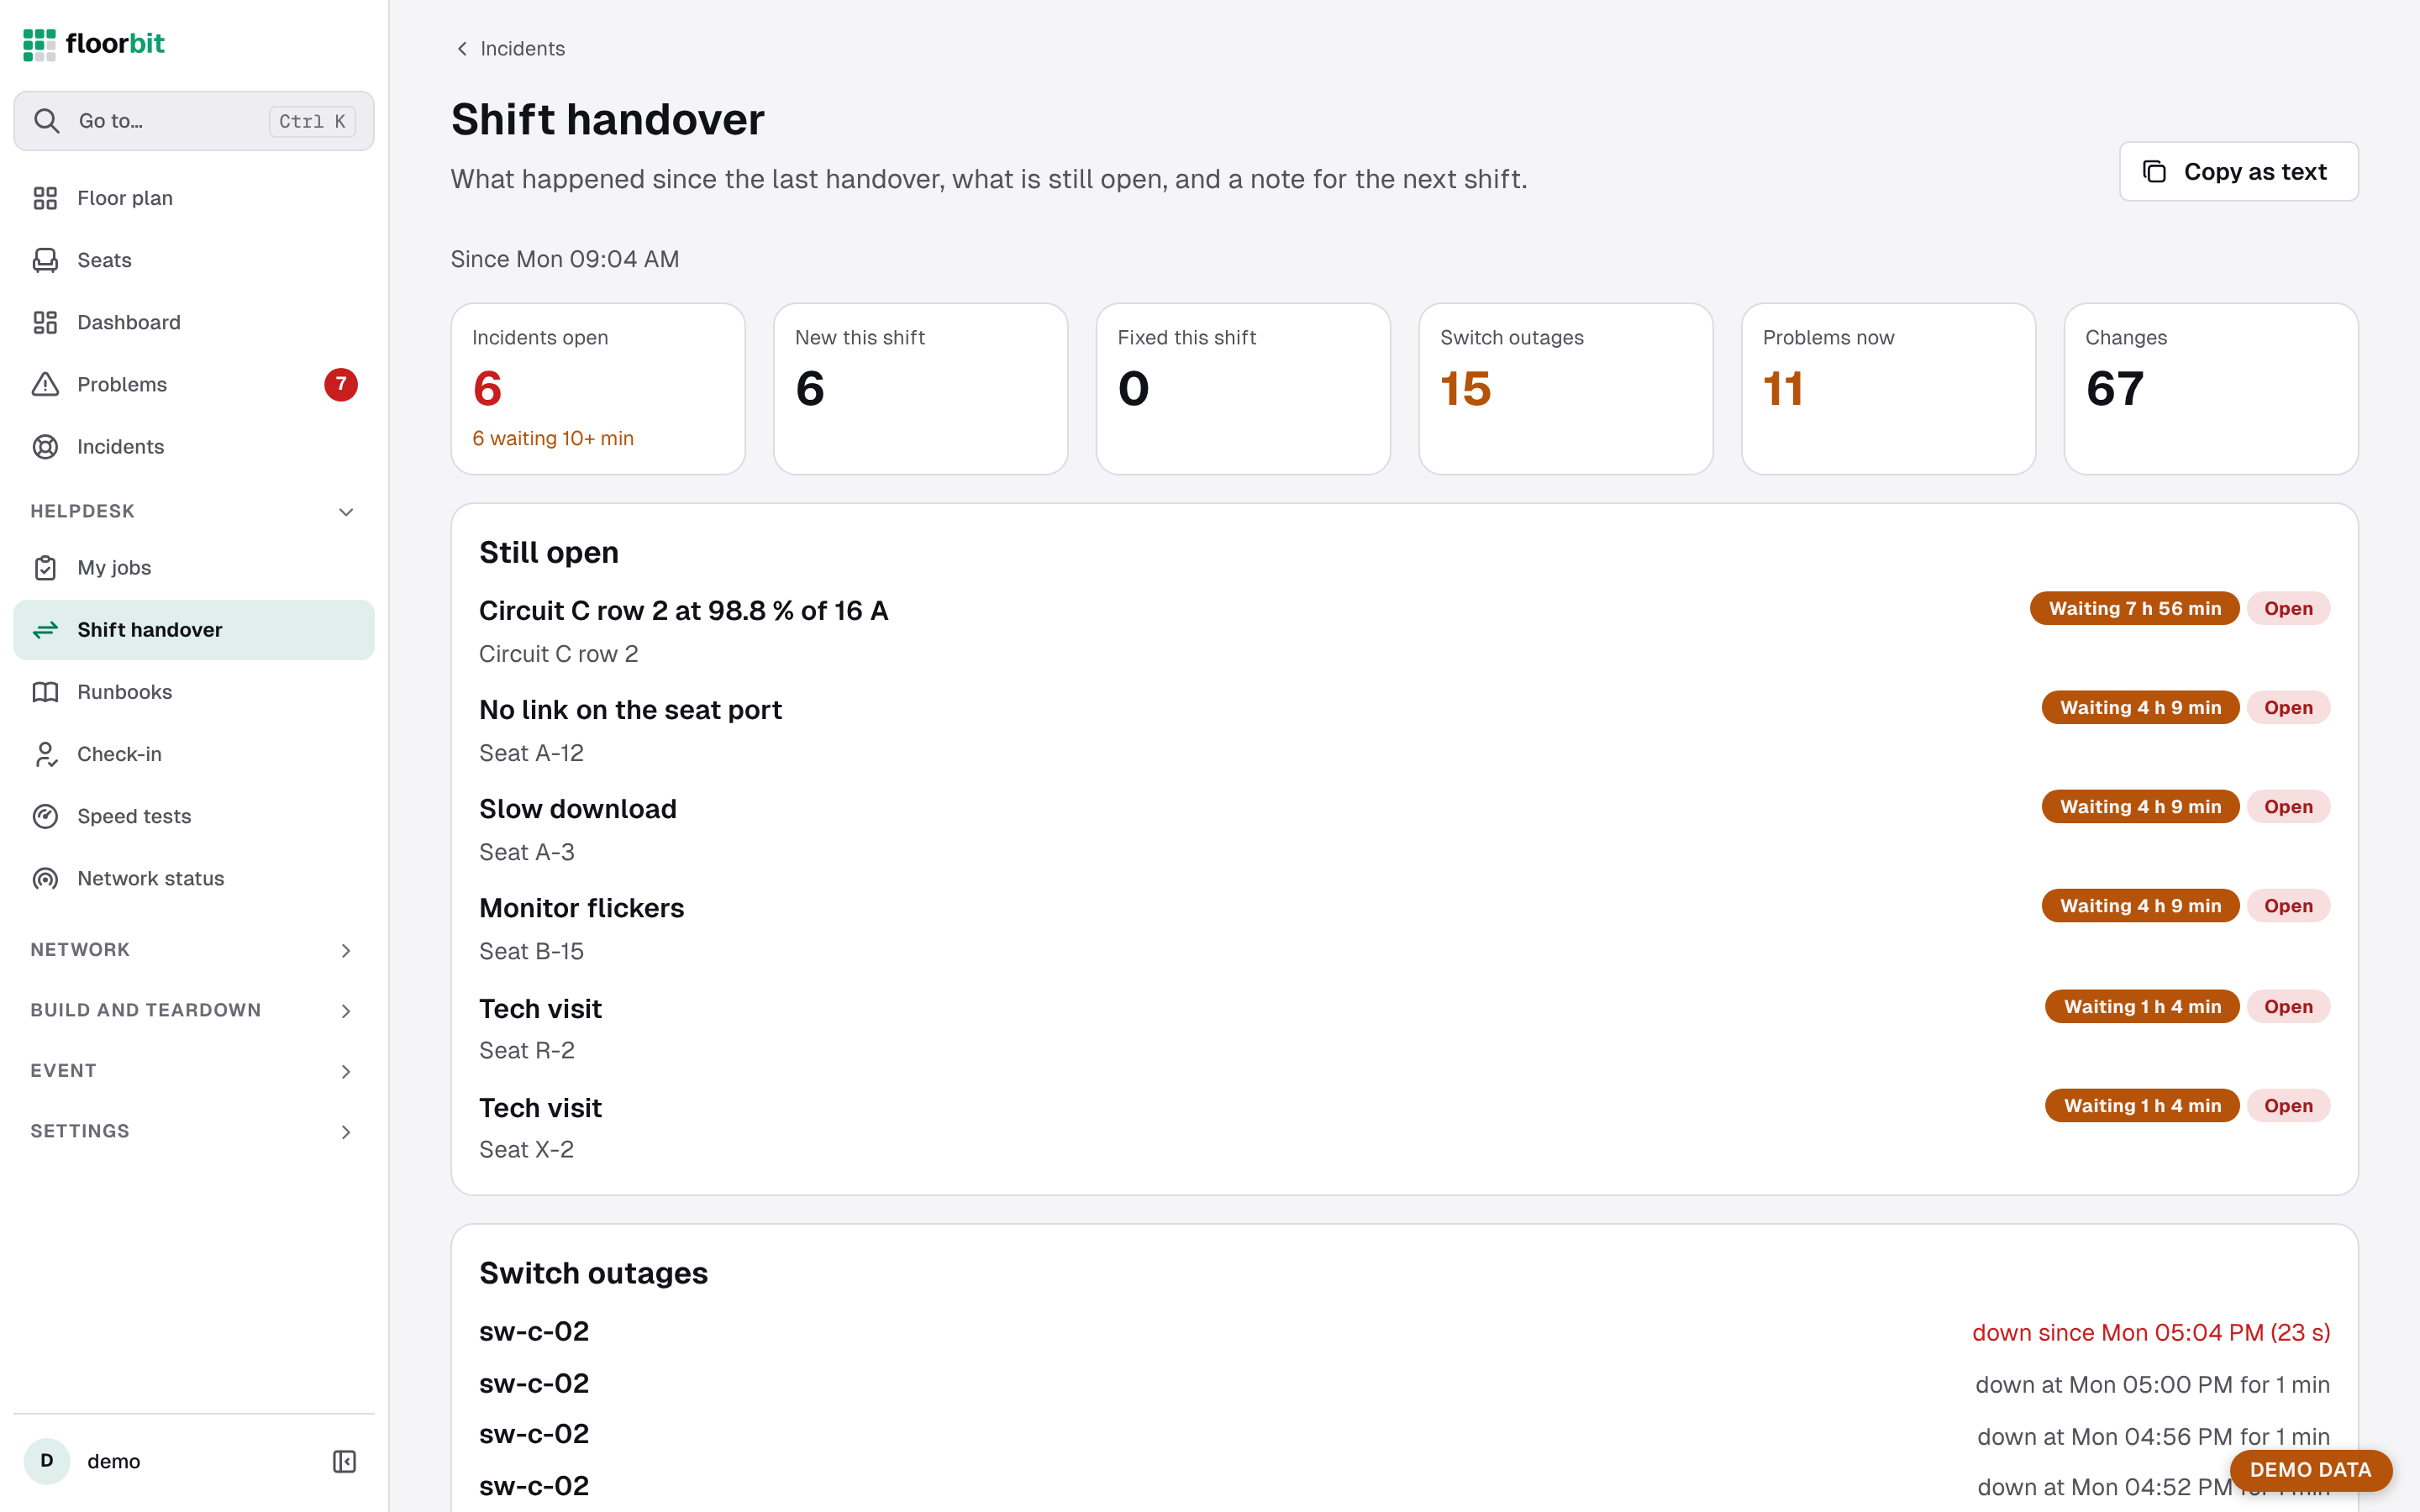 floorbit
Go to...
Ctrl K
Floor plan
Seats
Dashboard
Problems
7
Incidents
HELPDESK
My jobs
Shift handover
Runbooks
Check-in
Speed tests
Network status
NETWORK
BUILD AND TEARDOWN
EVENT
SETTINGS
D
demo
Incidents
Shift handover
What happened since the last handover, what is still open, and a note for the next shift.
Copy as text
Since Mon 09:04 AM
Incidents open
6
6 waiting 10+ min
New this shift
6
Fixed this shift
0
Switch outages
15
Problems now
11
Changes
67
Still open
Circuit C row 2 at 98.8 % of 16 A
Waiting 7 h 56 min
Open
Circuit C row 2
No link on the seat port
Waiting 4 h 9 min
Open
Seat A-12
Slow download
Waiting 4 h 9 min
Open
Seat A-3
Monitor flickers
Waiting 4 h 9 min
Open
Seat B-15
Tech visit
Waiting 1 h 4 min
Open
Seat R-2
Tech visit
Waiting 1 h 4 min
Open
Seat X-2
Switch outages
sw-c-02
down since Mon 05:04 PM (23 s)
sw-c-02
down at Mon 05:00 PM for 1 min
sw-c-02
down at Mon 04:56 PM for 1 min
sw-c-02
down at Mon 04:52 PM
DEMO DATA